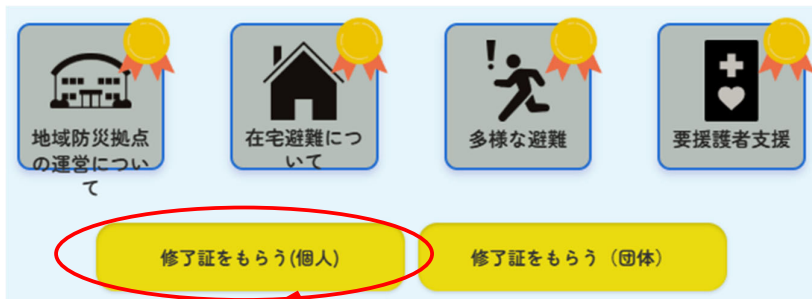 地域防災拠点
の運営につい
て
在宅避難につ
いて
多様な避難
要援護者支援
修了証をもらう(個人)
修了証をもらう（団体）